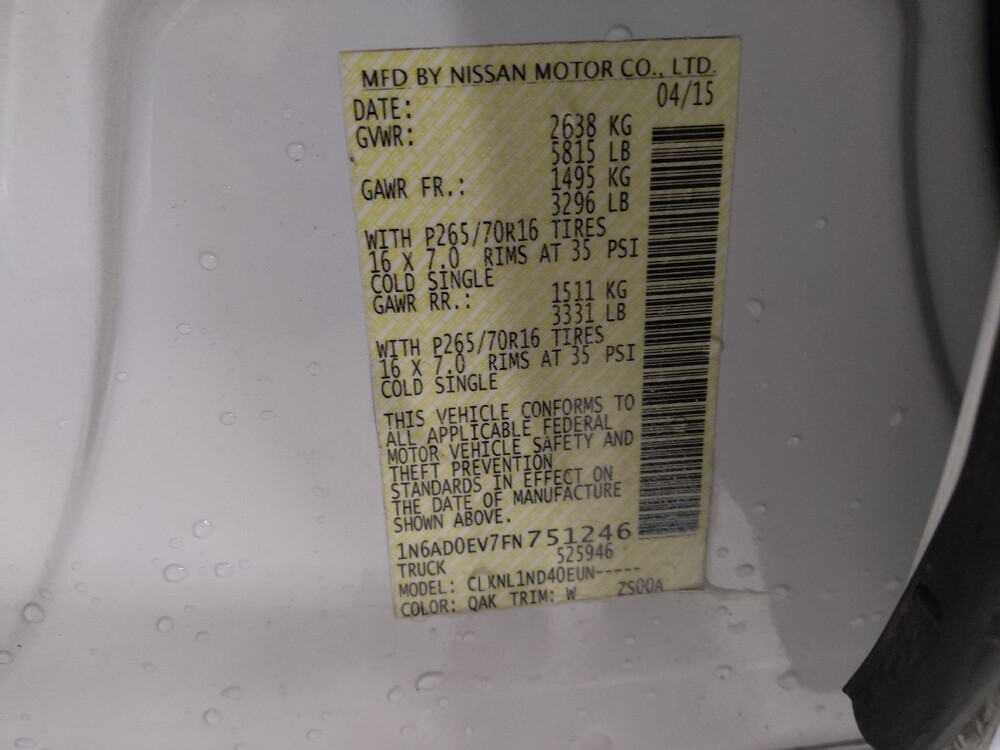 MFD BY NISSAN MOTOR CO., LTD.
DATE: 04/15
GVWR: 2638 KG
5815 LB
GAWR FR.: 1495 KG
3296 LB
WITH P265/70R16 TIRES
16 X 7.0 RIMS AT 35 PSI
COLD SINGLE
GAWR RR.: 1511 KG
3331 LB
WITH P265/70R16 TIRES
16 X 7.0 RIMS AT 35 PSI
COLD SINGLE
THIS VEHICLE CONFORMS TO
ALL APPLICABLE FEDERAL
MOTOR VEHICLE SAFETY AND
THEFT PREVENTION
STANDARDS IN EFFECT ON
THE DATE OF MANUFACTURE
SHOWN ABOVE.
1N6AD0EV7FN751246
TRUCK 525946
MODEL: CLKNL1ND40EUN-----
COLOR: QAK TRIM: W ZS00A